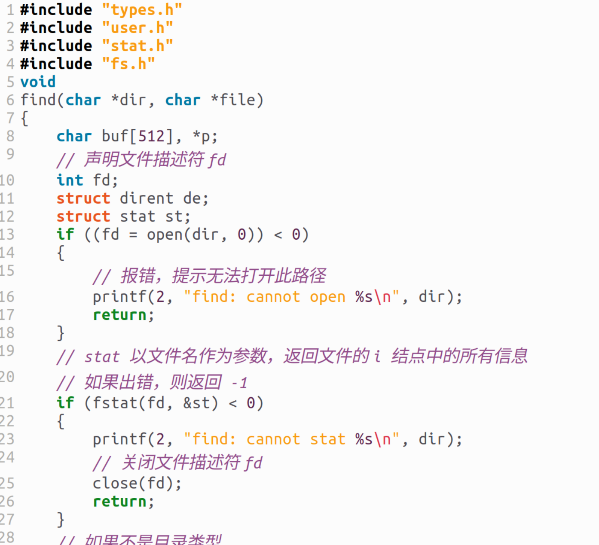 1 #include "types.h"
2 #include "user.h"
3 #include "stat.h"
4 #include "fs.h"
5 void
6 find(char *dir, char *file)
7 {
8     char buf[512], *p;
9     // 声明文件描述符 fd
10     int fd;
11     struct dirent de;
12     struct stat st;
13     if ((fd = open(dir, 0)) < 0)
14     {
15         // 报错，提示无法打开此路径
16         printf(2, "find: cannot open %s\n", dir);
17         return;
18     }
19     // stat 以文件名作为参数，返回文件的 i 结点中的所有信息
20     // 如果出错，则返回 -1
21     if (fstat(fd, &st) < 0)
22     {
23         printf(2, "find: cannot stat %s\n", dir);
24         // 关闭文件描述符 fd
25         close(fd);
26         return;
27     }
28     // 如果不是目录类型